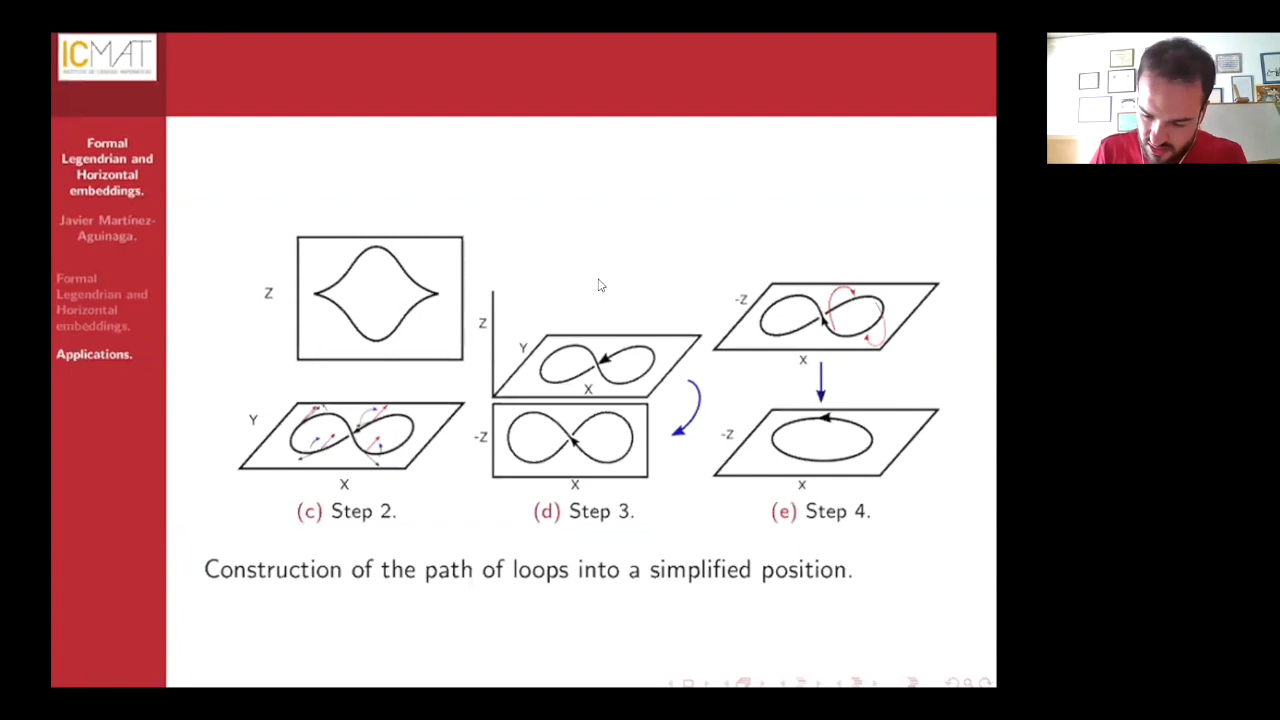 ICMAT
Formal
Legendrian and
Horizontal
embeddings.
Javier Martínez-
Aguinaga.
Formal
Legendrian and
Horizontal
embeddings.
Applications.
Z
Y
X
(c) Step 2.
Z
Y
X
-Z
X
(d) Step 3.
-Z
X
-Z
X
(e) Step 4.
Construction of the path of loops into a simplified position.